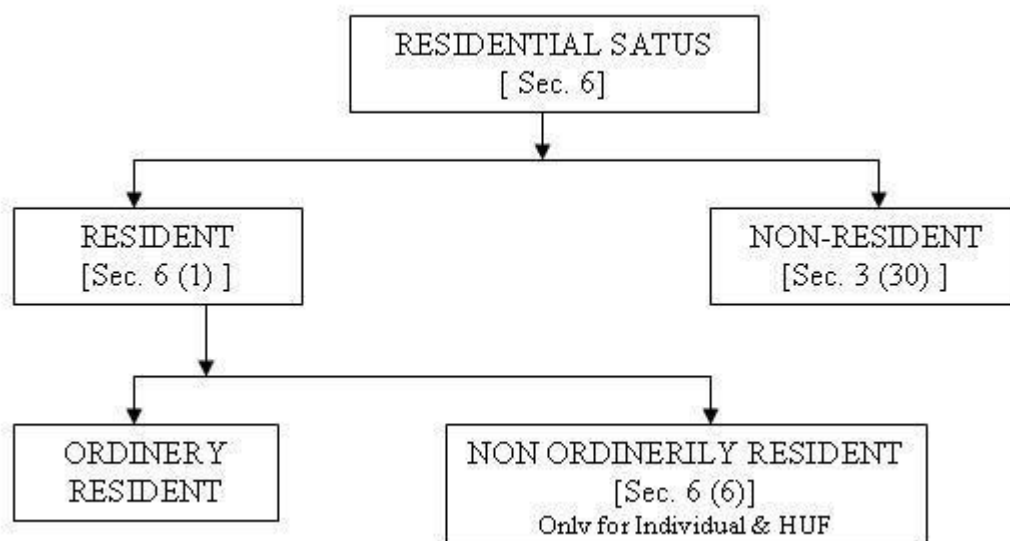 RESIDENTIAL SATUS
[ Sec. 6]
RESIDENT
[Sec. 6 (1) ]
NON-RESIDENT
[Sec. 3 (30) ]
ORDINERY
RESIDENT
NON ORDINERILY RESIDENT
[Sec. 6 (6)]
Only for Individual & HUF